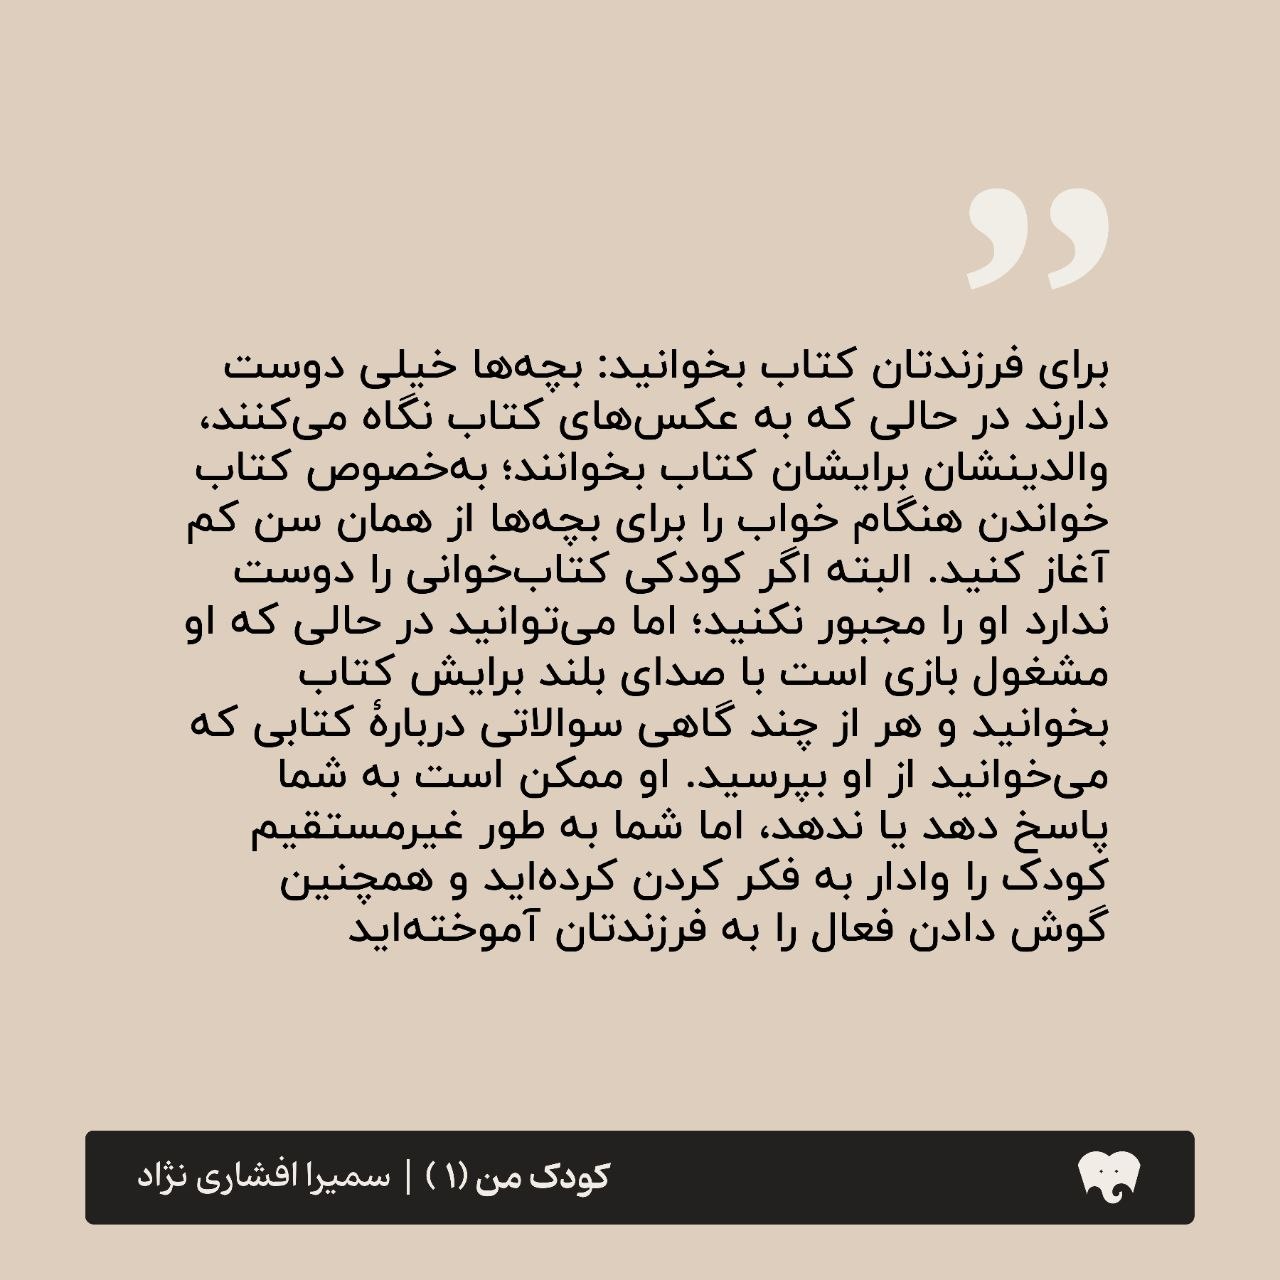 ”
برای فرزندتان کتاب بخوانید: بچه‌ها خیلی دوست
دارند در حالی که به عکس‌های کتاب نگاه می‌کنند،
والدینشان برایشان کتاب بخوانند؛ به‌خصوص کتاب
خواندن هنگام خواب را برای بچه‌ها از همان سن کم
آغاز کنید. البته اگر کودکی کتاب‌خوانی را دوست
ندارد او را مجبور نکنید؛ اما می‌توانید در حالی که او
مشغول بازی است با صدای بلند برایش کتاب
بخوانید و هر از چند گاهی سوالاتی دربارهٔ کتابی که
می‌خوانید از او بپرسید. او ممکن است به شما
پاسخ دهد یا ندهد، اما شما به طور غیرمستقیم
کودک را وادار به فکر کردن کرده‌اید و همچنین
گوش دادن فعال را به فرزندتان آموخته‌اید
کودک من (۱ ) | سمیرا افشاری نژاد